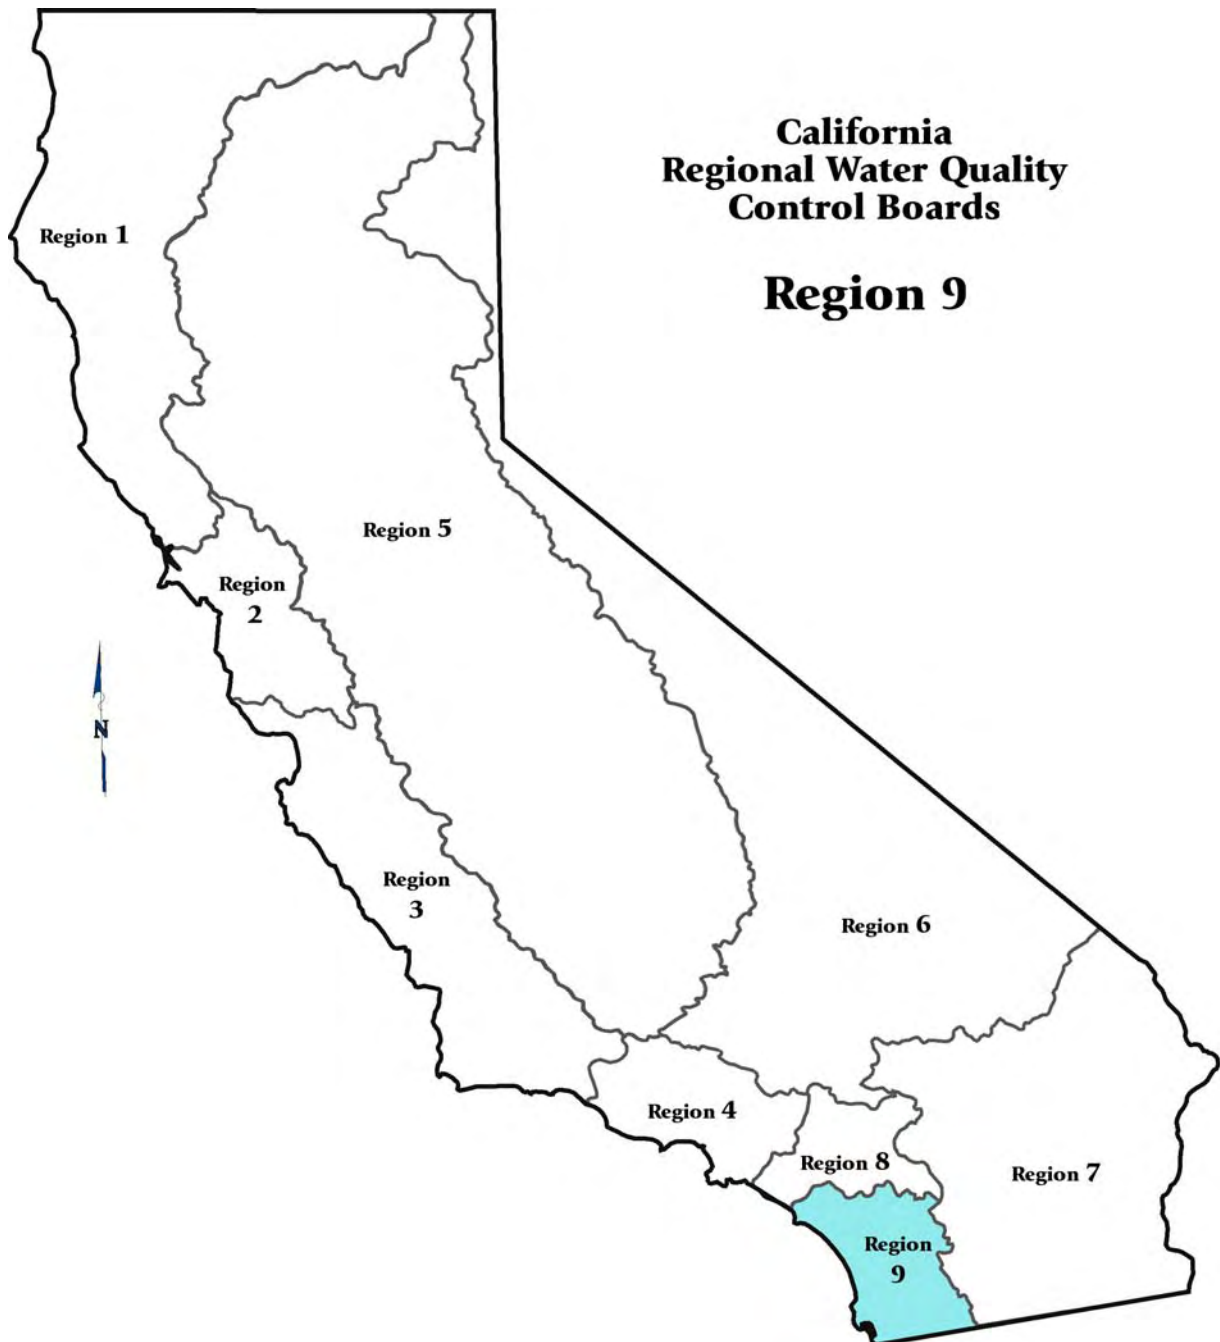 California
Regional Water Quality
Control Boards
Region 9
Region 1
Region 5
Region
2
N
Region
3
Region 6
Region 4
Region 8
Region 7
Region
9